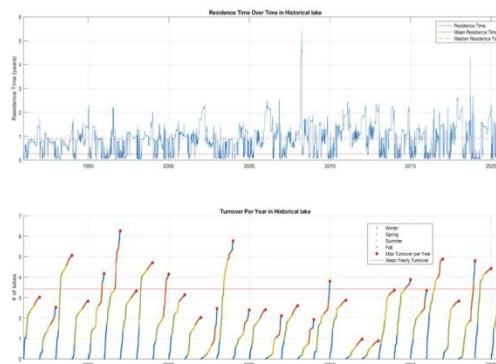 Residence Time Over Time in Historical lake
Residence Time (years)
6
5
4
3
2
1
0
Residence Time
Mean Residence Time
Median Residence Ti
1995
2000
2005
2010
2015
2020
Turnover Per Year in Historical lake
# of lakes
7
6
5
4
3
2
1
0
Winter
Spring
Summer
Fall
Max Turnover per Year
Mean Yearly Turnover